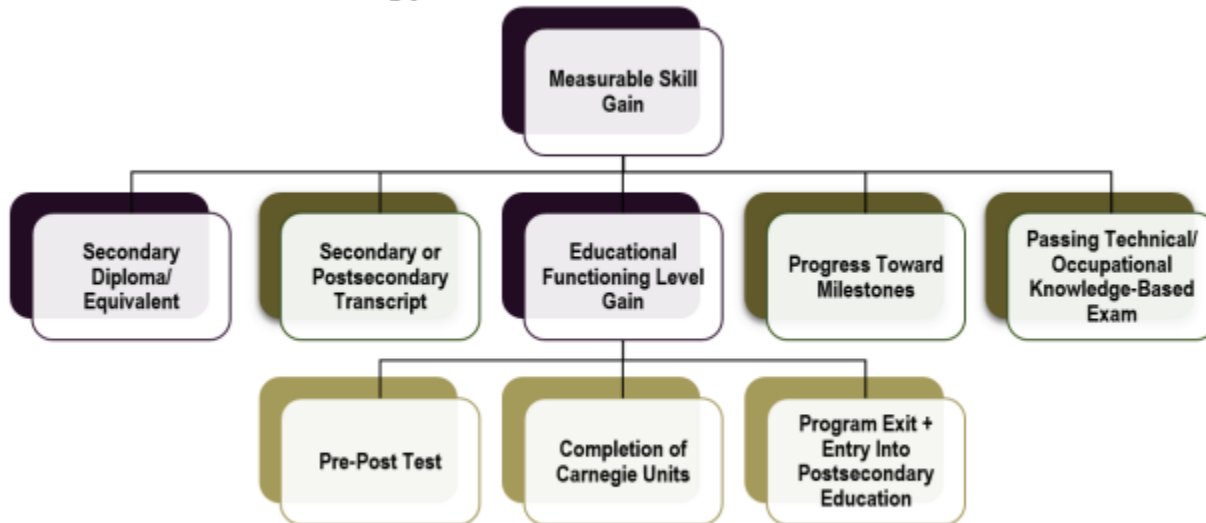 Measurable Skill
Gain
Secondary
Diploma/
Equivalent
Secondary or
Postsecondary
Transcript
Educational
Functioning Level
Gain
Progress Toward
Milestones
Passing Technical/
Occupational
Knowledge-Based
Exam
Pre-Post Test
Completion of
Carnegie Units
Program Exit +
Entry Into
Postsecondary
Education